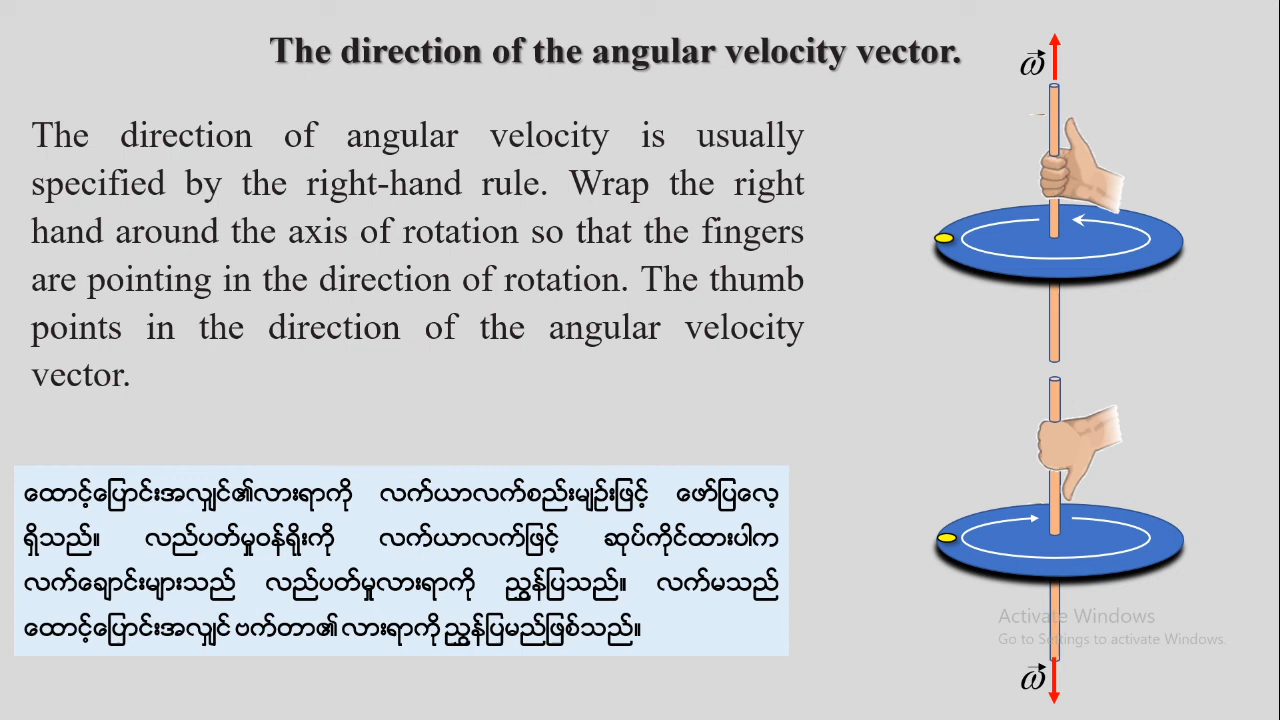 The direction of the angular velocity vector.
The direction of angular velocity is usually
specified by the right-hand rule. Wrap the right
hand around the axis of rotation so that the fingers
are pointing in the direction of rotation. The thumb
points in the direction of the angular velocity
vector.
ထောင့်ပြောင်းအလျှင်၏လားရာကို လက်ယာလက်စည်းမျဉ်းဖြင့် ဖော်ပြလေ့
ရှိသည်။ လည်ပတ်မှုဝန်ရိုးကို လက်ယာလက်ဖြင့် ဆုပ်ကိုင်ထားပါက
လက်ချောင်းများသည် လည်ပတ်မှုလားရာကို ညွှန်ပြသည်။ လက်မသည်
ထောင့်ပြောင်းအလျှင် ဗက်တာ၏ လားရာကို ညွှန်ပြမည်ဖြစ်သည်။
ω⃗
ω⃗
Activate Windows
Go to Settings to activate Windows.